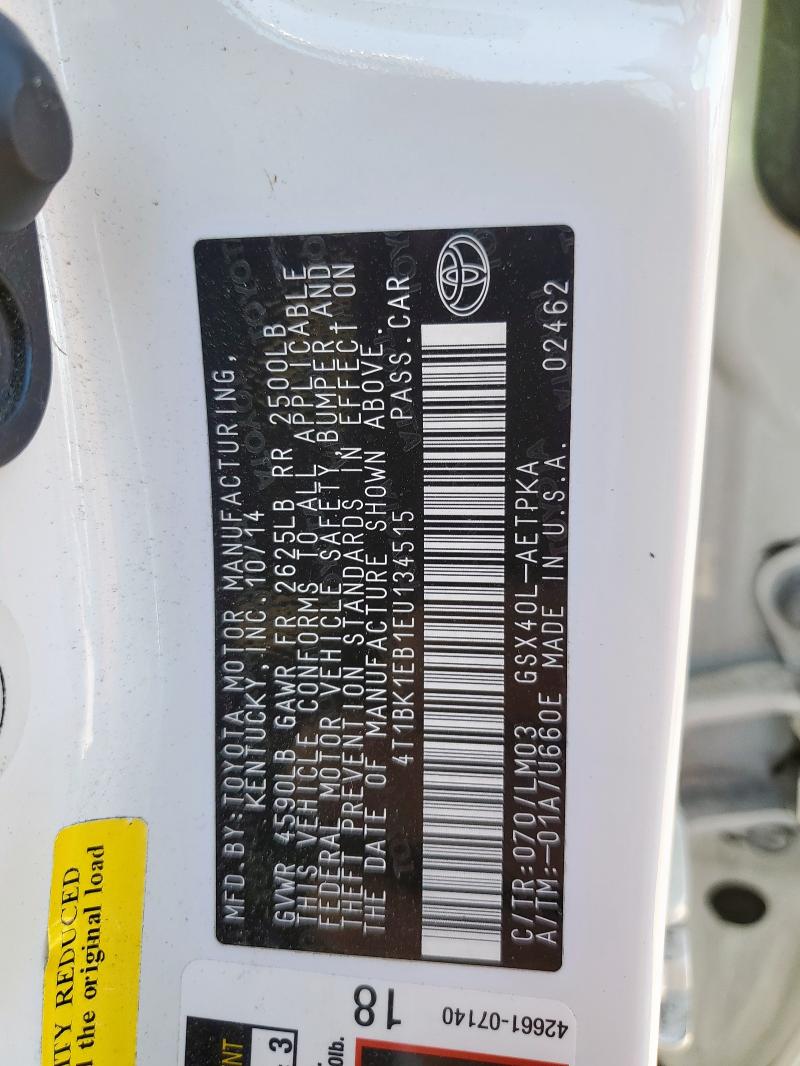 MFD.BY:TOYOTA MOTOR MANUFACTURING,
KENTUCKY, INC.10/14
GVWR 4590LB GAWR FR 2625LB RR 2500LB
THIS VEHICLE CONFORMS TO ALL APPLICABLE
FEDERAL MOTOR VEHICLE SAFETY, BUMPER AND
THEFT PREVENTION STANDARDS IN EFFECT ON
THE DATE OF MANUFACTURE SHOWN ABOVE.
4T1BK1EB1EU134515 PASS.CAR
C/TR:070/LM03 GSX40L-AETPKA
A/TM:-01A/U660E MADE IN U.S.A. 02462
REDUCED
the original load
3
0lb.
18
42661-07140